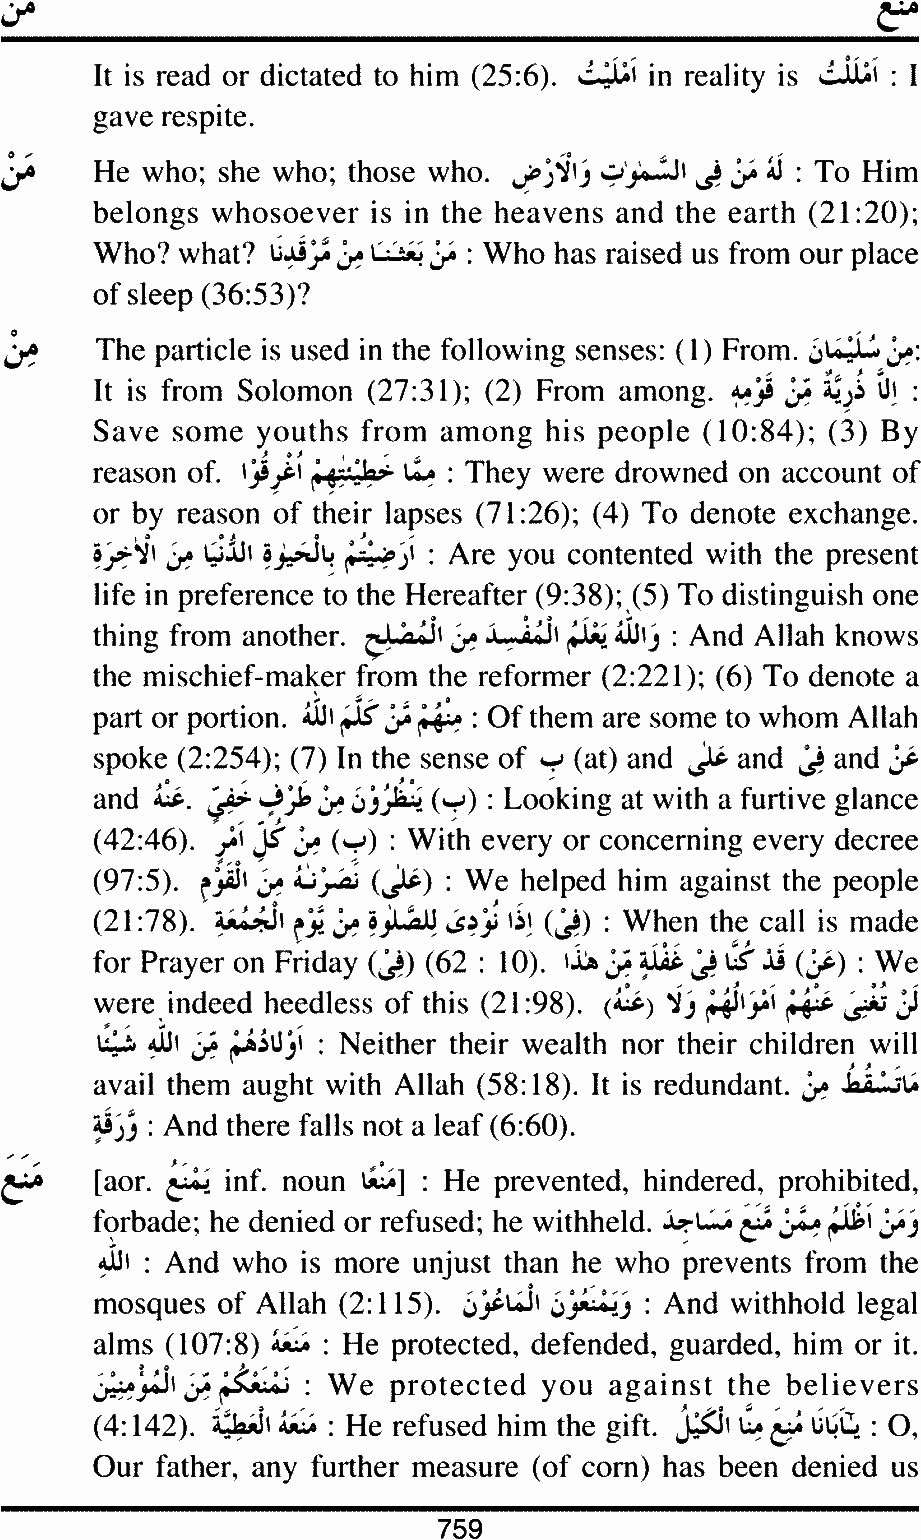 مَنْ مَنَعَ
It is read or dictated to him (25:6). اَمْلَيْتُ in reality is اَمْلَلْتُ : I
gave respite.
مَنْ He who; she who; those who. لَهُ مَنْ فِى السَّمٰوٰتِ وَالْاَرْضِ : To Him
belongs whosoever is in the heavens and the earth (21:20);
Who? what? مَنْ بَعَثَنَا مِنْ مَّرْقَدِنَا : Who has raised us from our place
of sleep (36:53)?
مِنْ The particle is used in the following senses: (1) From. مِنْ سُلَيْمَانَ:
It is from Solomon (27:31); (2) From among. اِلَّا ذُرِيَّةٌ مِّنْ قَوْمِهِ :
Save some youths from among his people (10:84); (3) By
reason of. مِمَّا خَطِيْئٰتِهِمْ اُغْرِقُوْا : They were drowned on account of
or by reason of their lapses (71:26); (4) To denote exchange.
اَرَضِيْتُمْ بِالْحَيٰوةِ الدُّنْيَا مِنَ الْاٰخِرَةِ : Are you contented with the present
life in preference to the Hereafter (9:38); (5) To distinguish one
thing from another. وَاللّٰهُ يَعْلَمُ الْمُفْسِدَ مِنَ الْمُصْلِحِ : And Allah knows
the mischief-maker from the reformer (2:221); (6) To denote a
part or portion. مِنْهُمْ مَّنْ كَلَّمَ اللّٰهُ : Of them are some to whom Allah
spoke (2:254); (7) In the sense of ب (at) and عَلٰى and فِىْ and عَنْ
and عِنْدَ. يَنْظُرُوْنَ مِنْ طَرْفٍ خَفِىٍّ (ب) : Looking at with a furtive glance
(42:46). مِنْ كُلِّ اَمْرٍ (ب) : With every or concerning every decree
(97:5). نَصَرْنٰهُ مِنَ الْقَوْمِ (عَلٰى) : We helped him against the people
(21:78). اِذَا نُوْدِىَ لِلصَّلٰوةِ مِنْ يَّوْمِ الْجُمُعَةِ (فِىْ) : When the call is made
for Prayer on Friday (فِىْ) (62 : 10). قَدْ كُنَّا فِىْ غَفْلَةٍ مِّنْ هٰذَا (عَنْ) : We
were indeed heedless of this (21:98). لَنْ تُغْنِىَ عَنْهُمْ اَمْوَالُهُمْ وَلَا (عِنْدَ)
اَوْلَادُهُمْ مِّنَ اللّٰهِ شَيْئًا : Neither their wealth nor their children will
avail them aught with Allah (58:18). It is redundant. مَاتَسْقُطُ مِنْ
وَّرَقَةٍ : And there falls not a leaf (6:60).
مَنَعَ [aor. يَمْنَعُ inf. noun مَنْعًا] : He prevented, hindered, prohibited,
forbade; he denied or refused; he withheld. وَمَنْ اَظْلَمُ مِمَّنْ مَّنَعَ مَسَاجِدَ
اللّٰهِ : And who is more unjust than he who prevents from the
mosques of Allah (2:115). وَيَمْنَعُوْنَ الْمَاعُوْنَ : And withhold legal
alms (107:8) مَنَعَهُ : He protected, defended, guarded, him or it.
نَمْنَعْكُمْ مِّنَ الْمُؤْمِنِيْنَ : We protected you against the believers
(4:142). مَنَعَهُ الْعَطِيَّةَ : He refused him the gift. يٰٓاَبَانَا مُنِعَ مِنَّا الْكَيْلُ : O,
Our father, any further measure (of corn) has been denied us
759